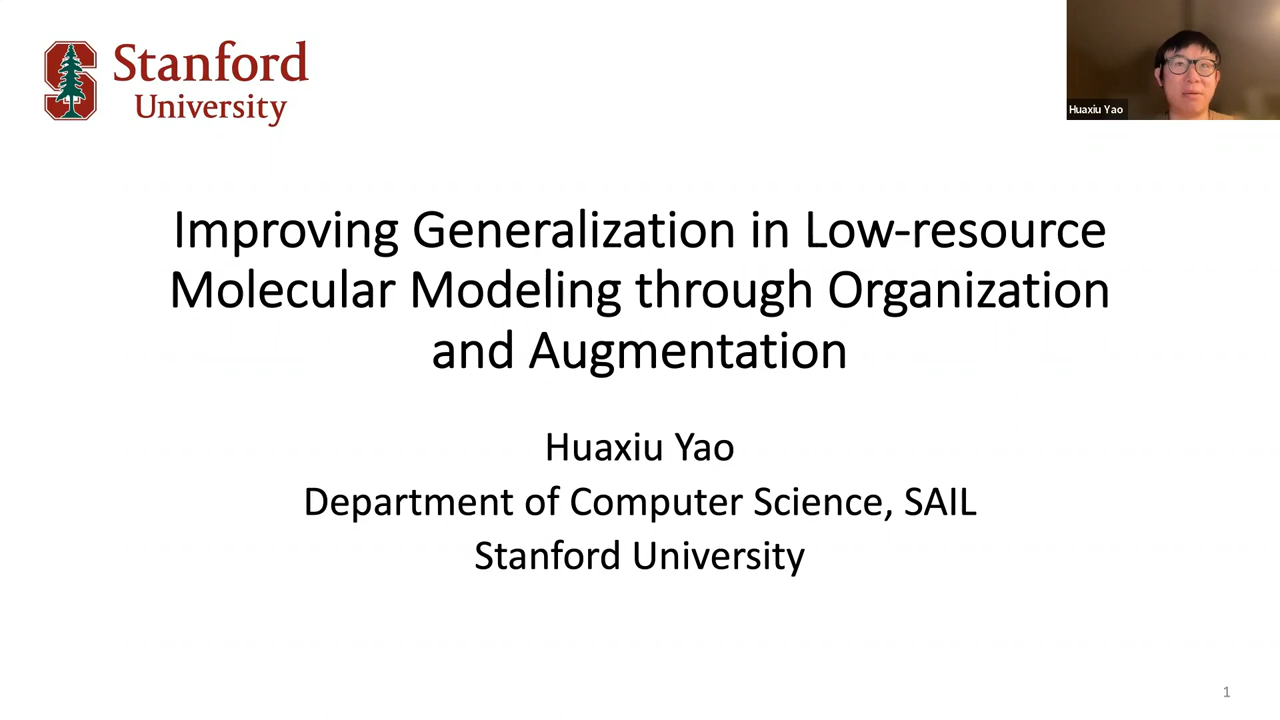 Stanford
University
Huaxiu Yao
Improving Generalization in Low-resource
Molecular Modeling through Organization
and Augmentation
Huaxiu Yao
Department of Computer Science, SAIL
Stanford University
1